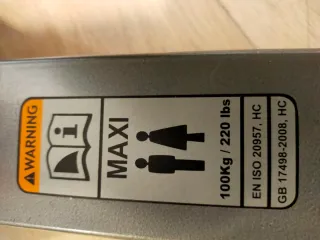 WARNING
MAXI
100Kg / 220 lbs
EN ISO 20957, HC
GB 17498-2008, HC